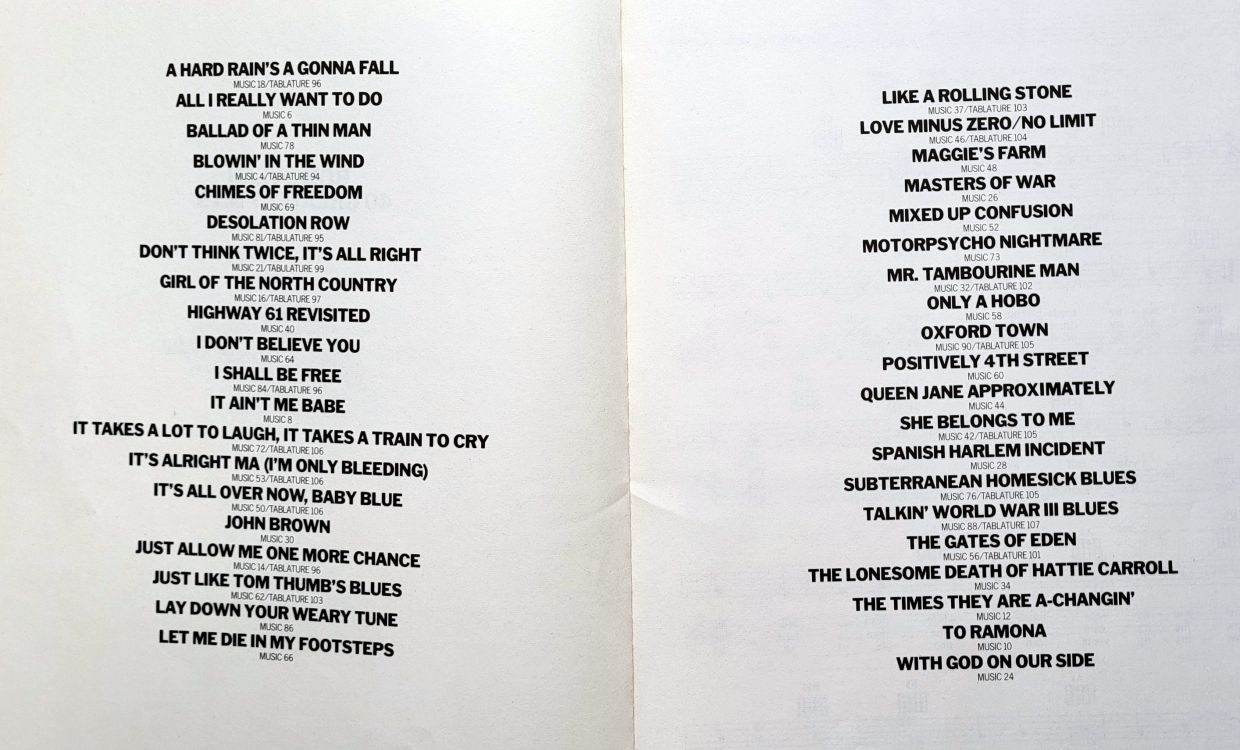 A HARD RAIN'S A GONNA FALL
MUSIC 18/TABLATURE 96
ALL I REALLY WANT TO DO
MUSIC 6
BALLAD OF A THIN MAN
MUSIC 78
BLOWIN' IN THE WIND
MUSIC 4/TABLATURE 94
CHIMES OF FREEDOM
MUSIC 69
DESOLATION ROW
MUSIC 81/TABULATURE 95
DON'T THINK TWICE, IT'S ALL RIGHT
MUSIC 21/TABULATURE 99
GIRL OF THE NORTH COUNTRY
MUSIC 16/TABLATURE 97
HIGHWAY 61 REVISITED
MUSIC 40
I DON'T BELIEVE YOU
MUSIC 64
I SHALL BE FREE
MUSIC 84/TABLATURE 96
IT AIN'T ME BABE
MUSIC 8
IT TAKES A LOT TO LAUGH, IT TAKES A TRAIN TO CRY
MUSIC 72/TABLATURE 106
IT'S ALRIGHT MA (I'M ONLY BLEEDING)
MUSIC 53/TABLATURE 106
IT'S ALL OVER NOW, BABY BLUE
MUSIC 50/TABLATURE 106
JOHN BROWN
MUSIC 30
JUST ALLOW ME ONE MORE CHANCE
MUSIC 14/TABLATURE 96
JUST LIKE TOM THUMB'S BLUES
MUSIC 62/TABLATURE 103
LAY DOWN YOUR WEARY TUNE
MUSIC 86
LET ME DIE IN MY FOOTSTEPS
MUSIC 66
LIKE A ROLLING STONE
MUSIC 37/TABLATURE 103
LOVE MINUS ZERO/NO LIMIT
MUSIC 46/TABLATURE 104
MAGGIE'S FARM
MUSIC 48
MASTERS OF WAR
MUSIC 26
MIXED UP CONFUSION
MUSIC 52
MOTORPSYCHO NIGHTMARE
MUSIC 73
MR. TAMBOURINE MAN
MUSIC 32/TABLATURE 102
ONLY A HOBO
MUSIC 58
OXFORD TOWN
MUSIC 90/TABLATURE 105
POSITIVELY 4TH STREET
MUSIC 60
QUEEN JANE APPROXIMATELY
MUSIC 44
SHE BELONGS TO ME
MUSIC 42/TABLATURE 105
SPANISH HARLEM INCIDENT
MUSIC 28
SUBTERRANEAN HOMESICK BLUES
MUSIC 76/TABLATURE 105
TALKIN' WORLD WAR III BLUES
MUSIC 88/TABLATURE 107
THE GATES OF EDEN
MUSIC 56/TABLATURE 101
THE LONESOME DEATH OF HATTIE CARROLL
MUSIC 34
THE TIMES THEY ARE A-CHANGIN'
MUSIC 12
TO RAMONA
MUSIC 10
WITH GOD ON OUR SIDE
MUSIC 24